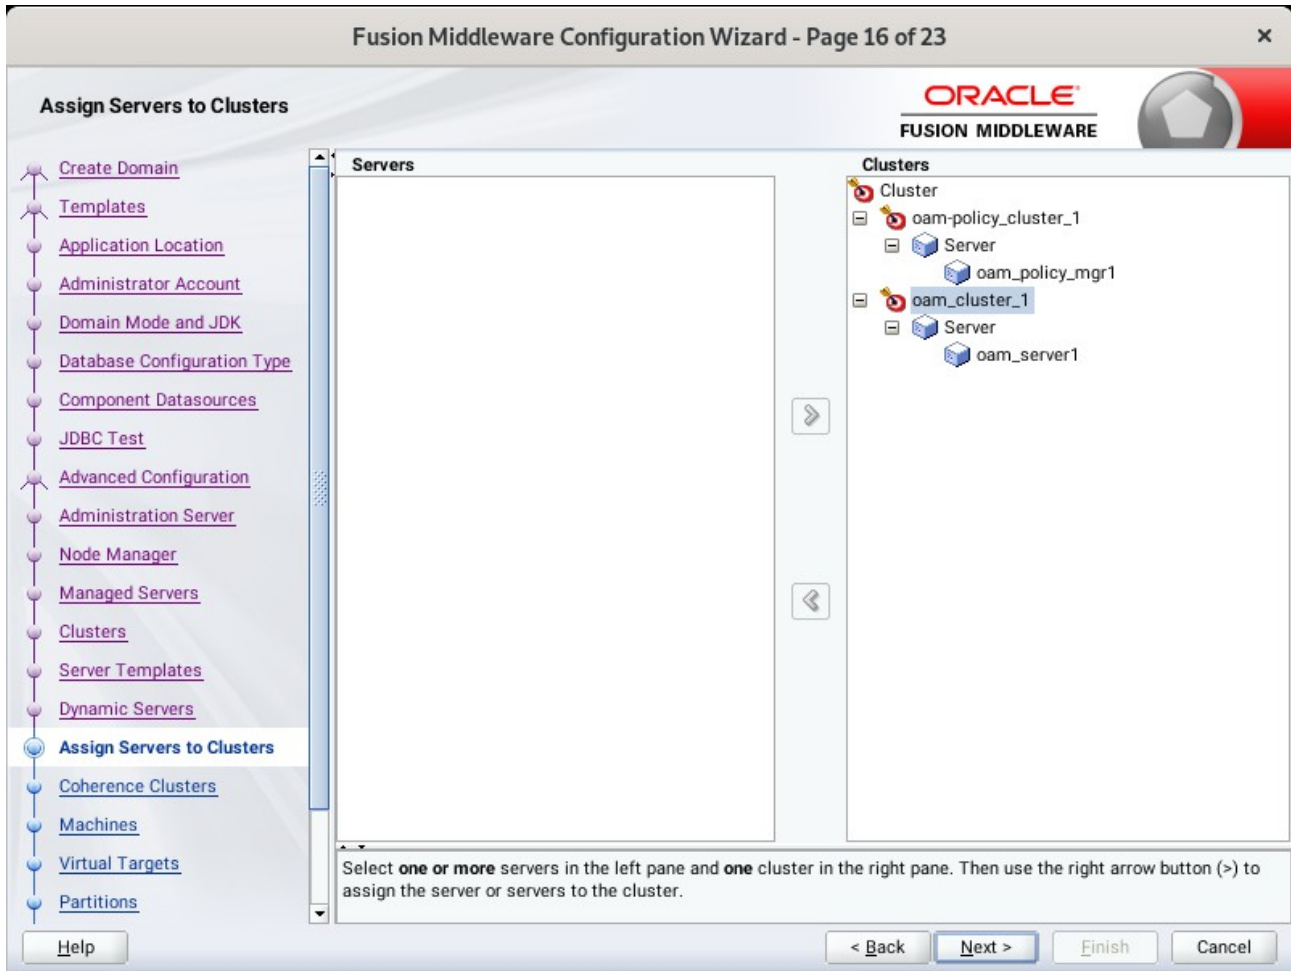 Fusion Middleware Configuration Wizard - Page 16 of 23
Assign Servers to Clusters
ORACLE
FUSION MIDDLEWARE
Create Domain
Templates
Application Location
Administrator Account
Domain Mode and JDK
Database Configuration Type
Component Datasources
JDBC Test
Advanced Configuration
Administration Server
Node Manager
Managed Servers
Clusters
Server Templates
Dynamic Servers
Assign Servers to Clusters
Coherence Clusters
Machines
Virtual Targets
Partitions
Servers
Clusters
Cluster
oam-policy_cluster_1
Server
oam_policy_mgr1
oam_cluster_1
Server
oam_server1
Select one or more servers in the left pane and one cluster in the right pane. Then use the right arrow button (>) to
assign the server or servers to the cluster.
Help
< Back
Next >
Finish
Cancel